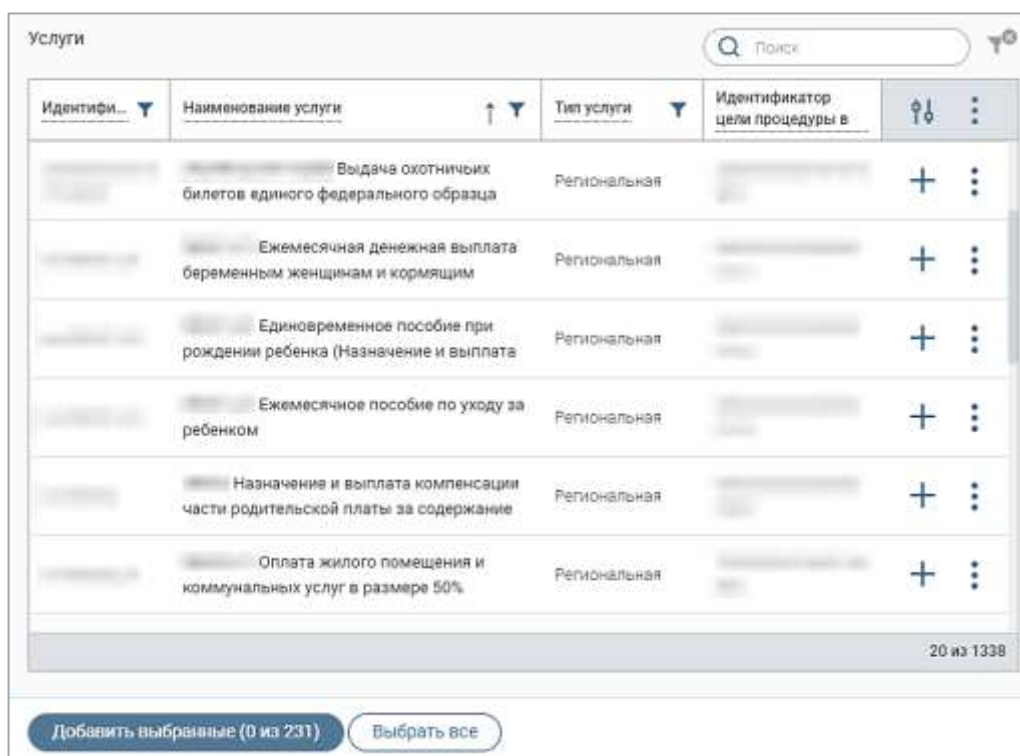 Услуги
Поиск
Идентифи...
Наименование услуги
Тип услуги
Идентификатор
цели процедуры в
Выдача охотничьих
билетов единого федерального образца
Региональная
Ежемесячная денежная выплата
беременным женщинам и кормящим
Региональная
Единовременное пособие при
рождении ребенка (Назначение и выплата
Региональная
Ежемесячное пособие по уходу за
ребенком
Региональная
Назначение и выплата компенсации
части родительской платы за содержание
Региональная
Оплата жилого помещения и
коммунальных услуг в размере 50%
Региональная
20 из 1338
Добавить выбранные (0 из 231)
Выбрать все